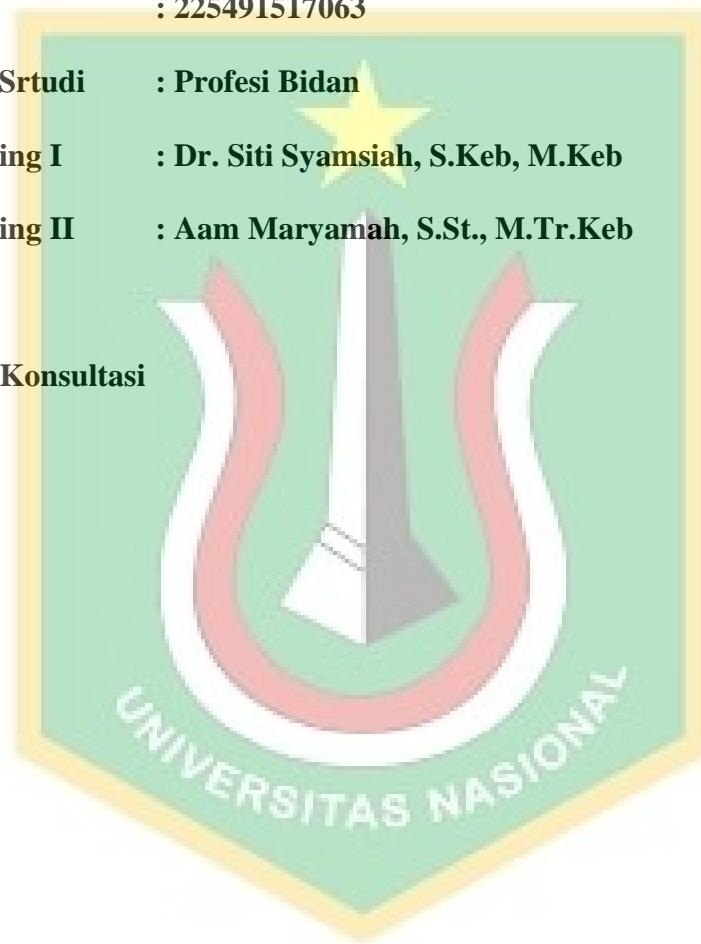 : 225491517063
Srtudi : Profesi Bidan
ing I : Dr. Siti Syamsiah, S.Keb, M.Keb
ing II : Aam Maryamah, S.St., M.Tr.Keb
Konsultasi
UNIVERSITAS NASIONAL